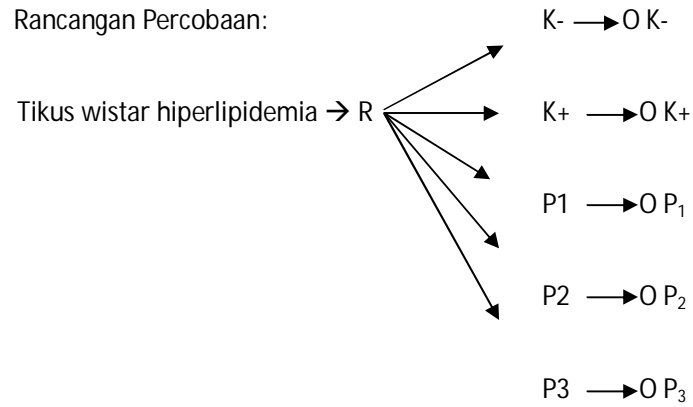 Rancangan Percobaan: K- → O K-
Tikus wistar hiperlipidemia → R K+ → O K+
P1 → O P₁
P2 → O P₂
P3 → O P₃